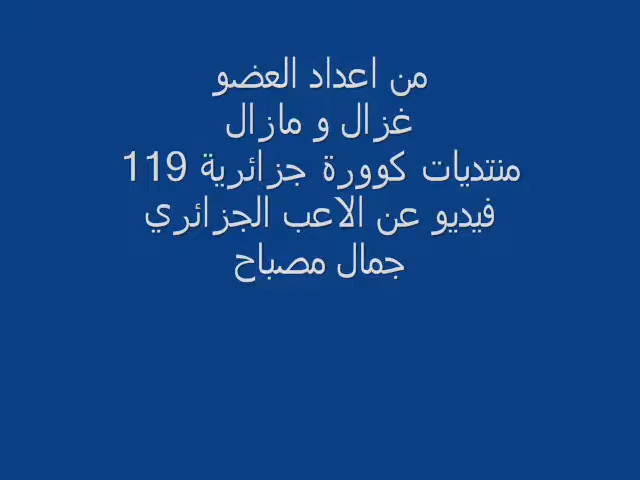 من اعداد العضو
غزال و مازال
منتديات كوورة جزائرية 119
فيديو عن الاعب الجزائري
جمال مصباح